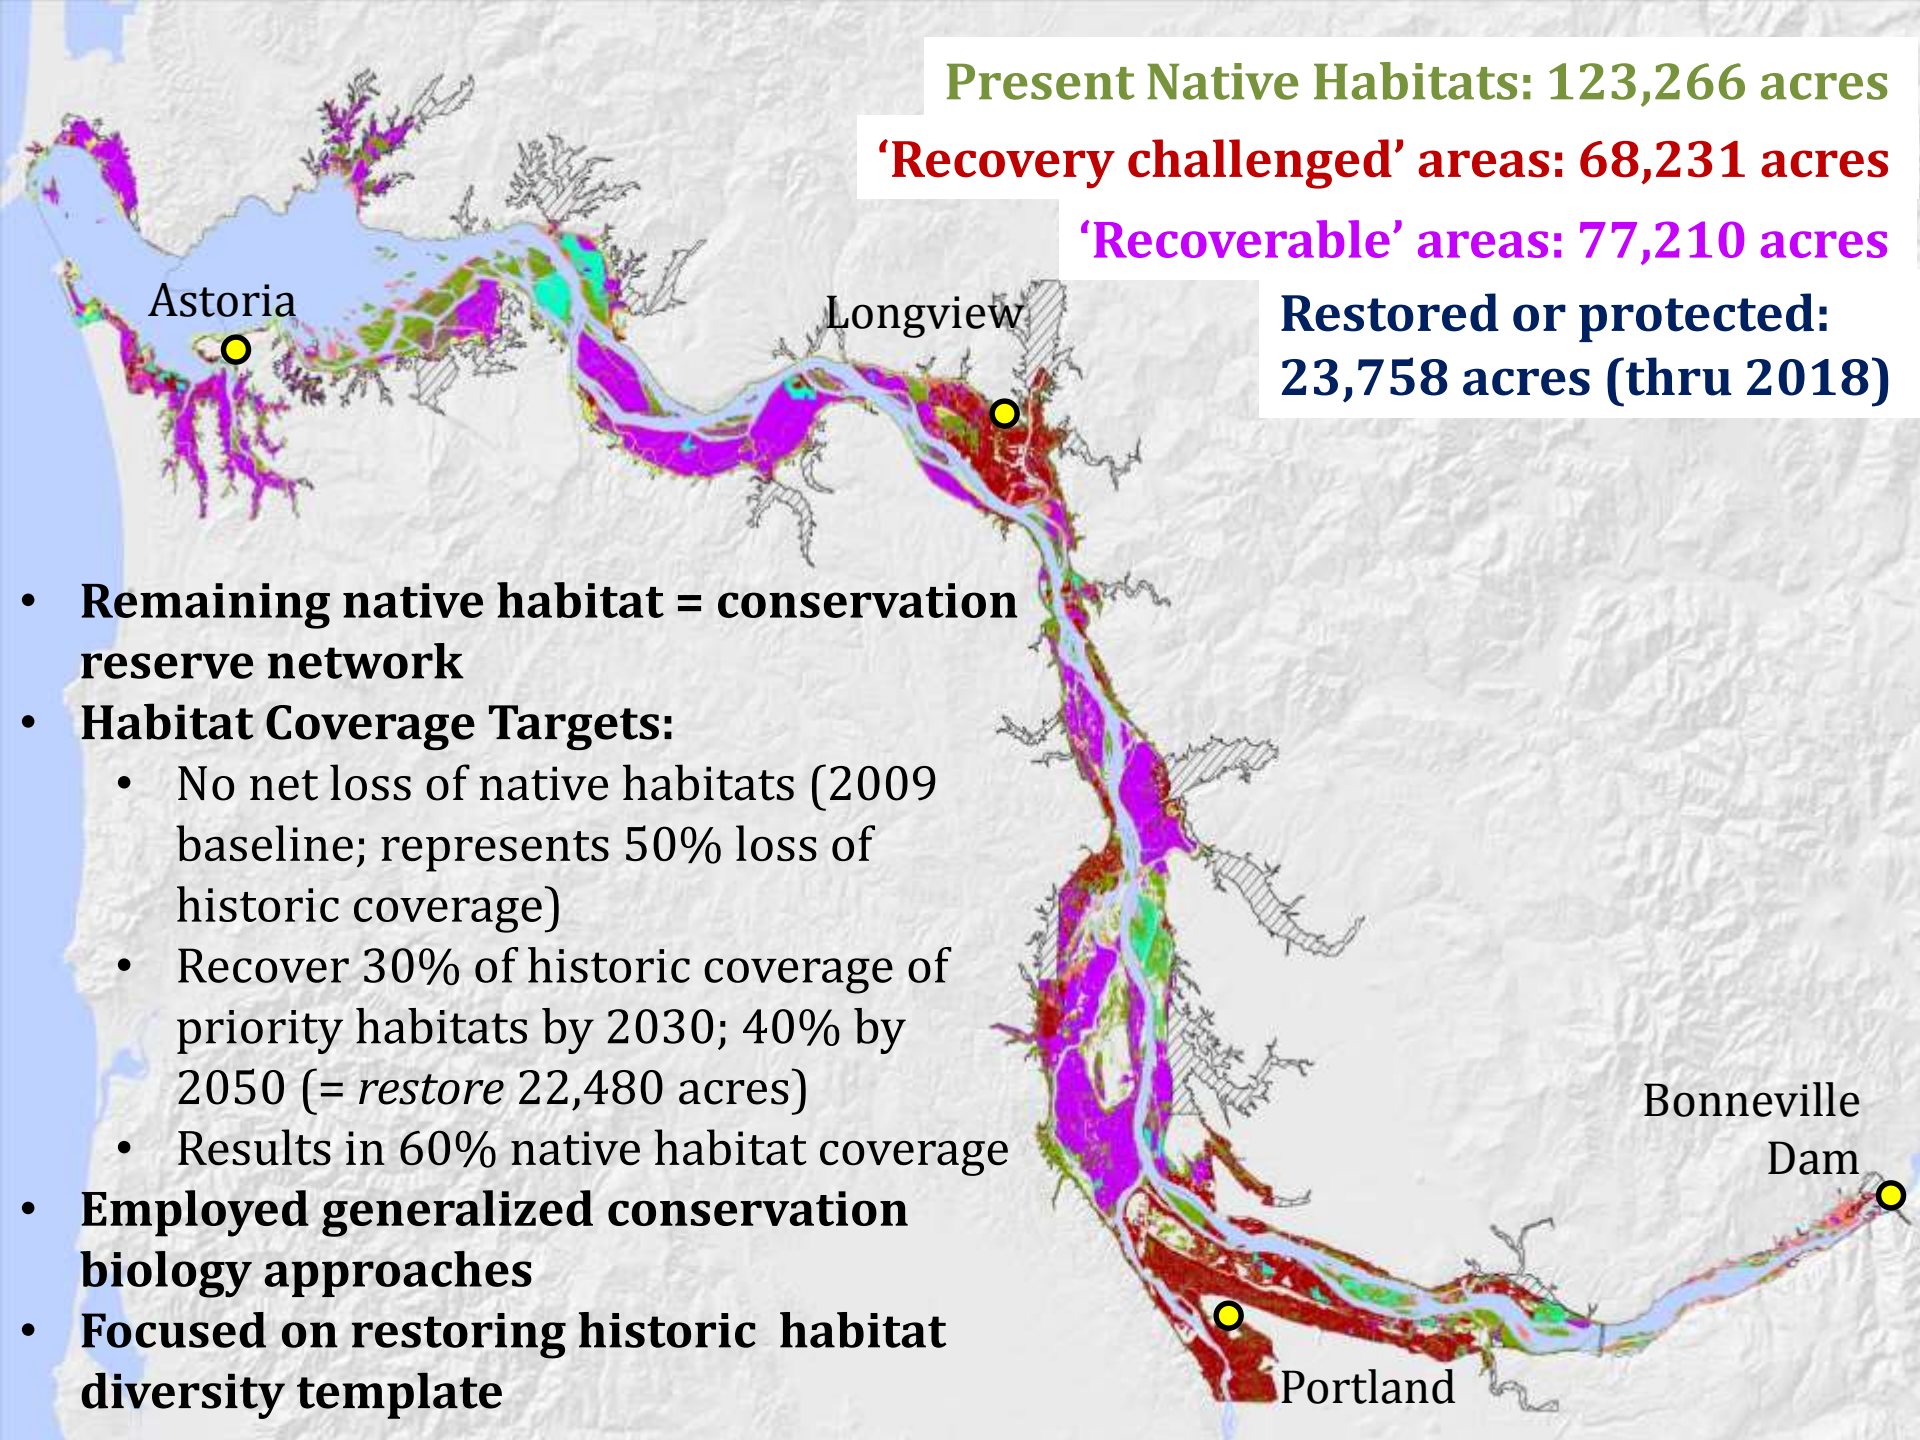 Present Native Habitats: 123,266 acres
‘Recovery challenged’ areas: 68,231 acres
‘Recoverable’ areas: 77,210 acres
Restored or protected:
23,758 acres (thru 2018)
Astoria
Longview
• Remaining native habitat = conservation
reserve network
• Habitat Coverage Targets:
• No net loss of native habitats (2009
baseline; represents 50% loss of
historic coverage)
• Recover 30% of historic coverage of
priority habitats by 2030; 40% by
2050 (= restore 22,480 acres)
• Results in 60% native habitat coverage
• Employed generalized conservation
biology approaches
• Focused on restoring historic  habitat
diversity template
Bonneville
Dam
Portland